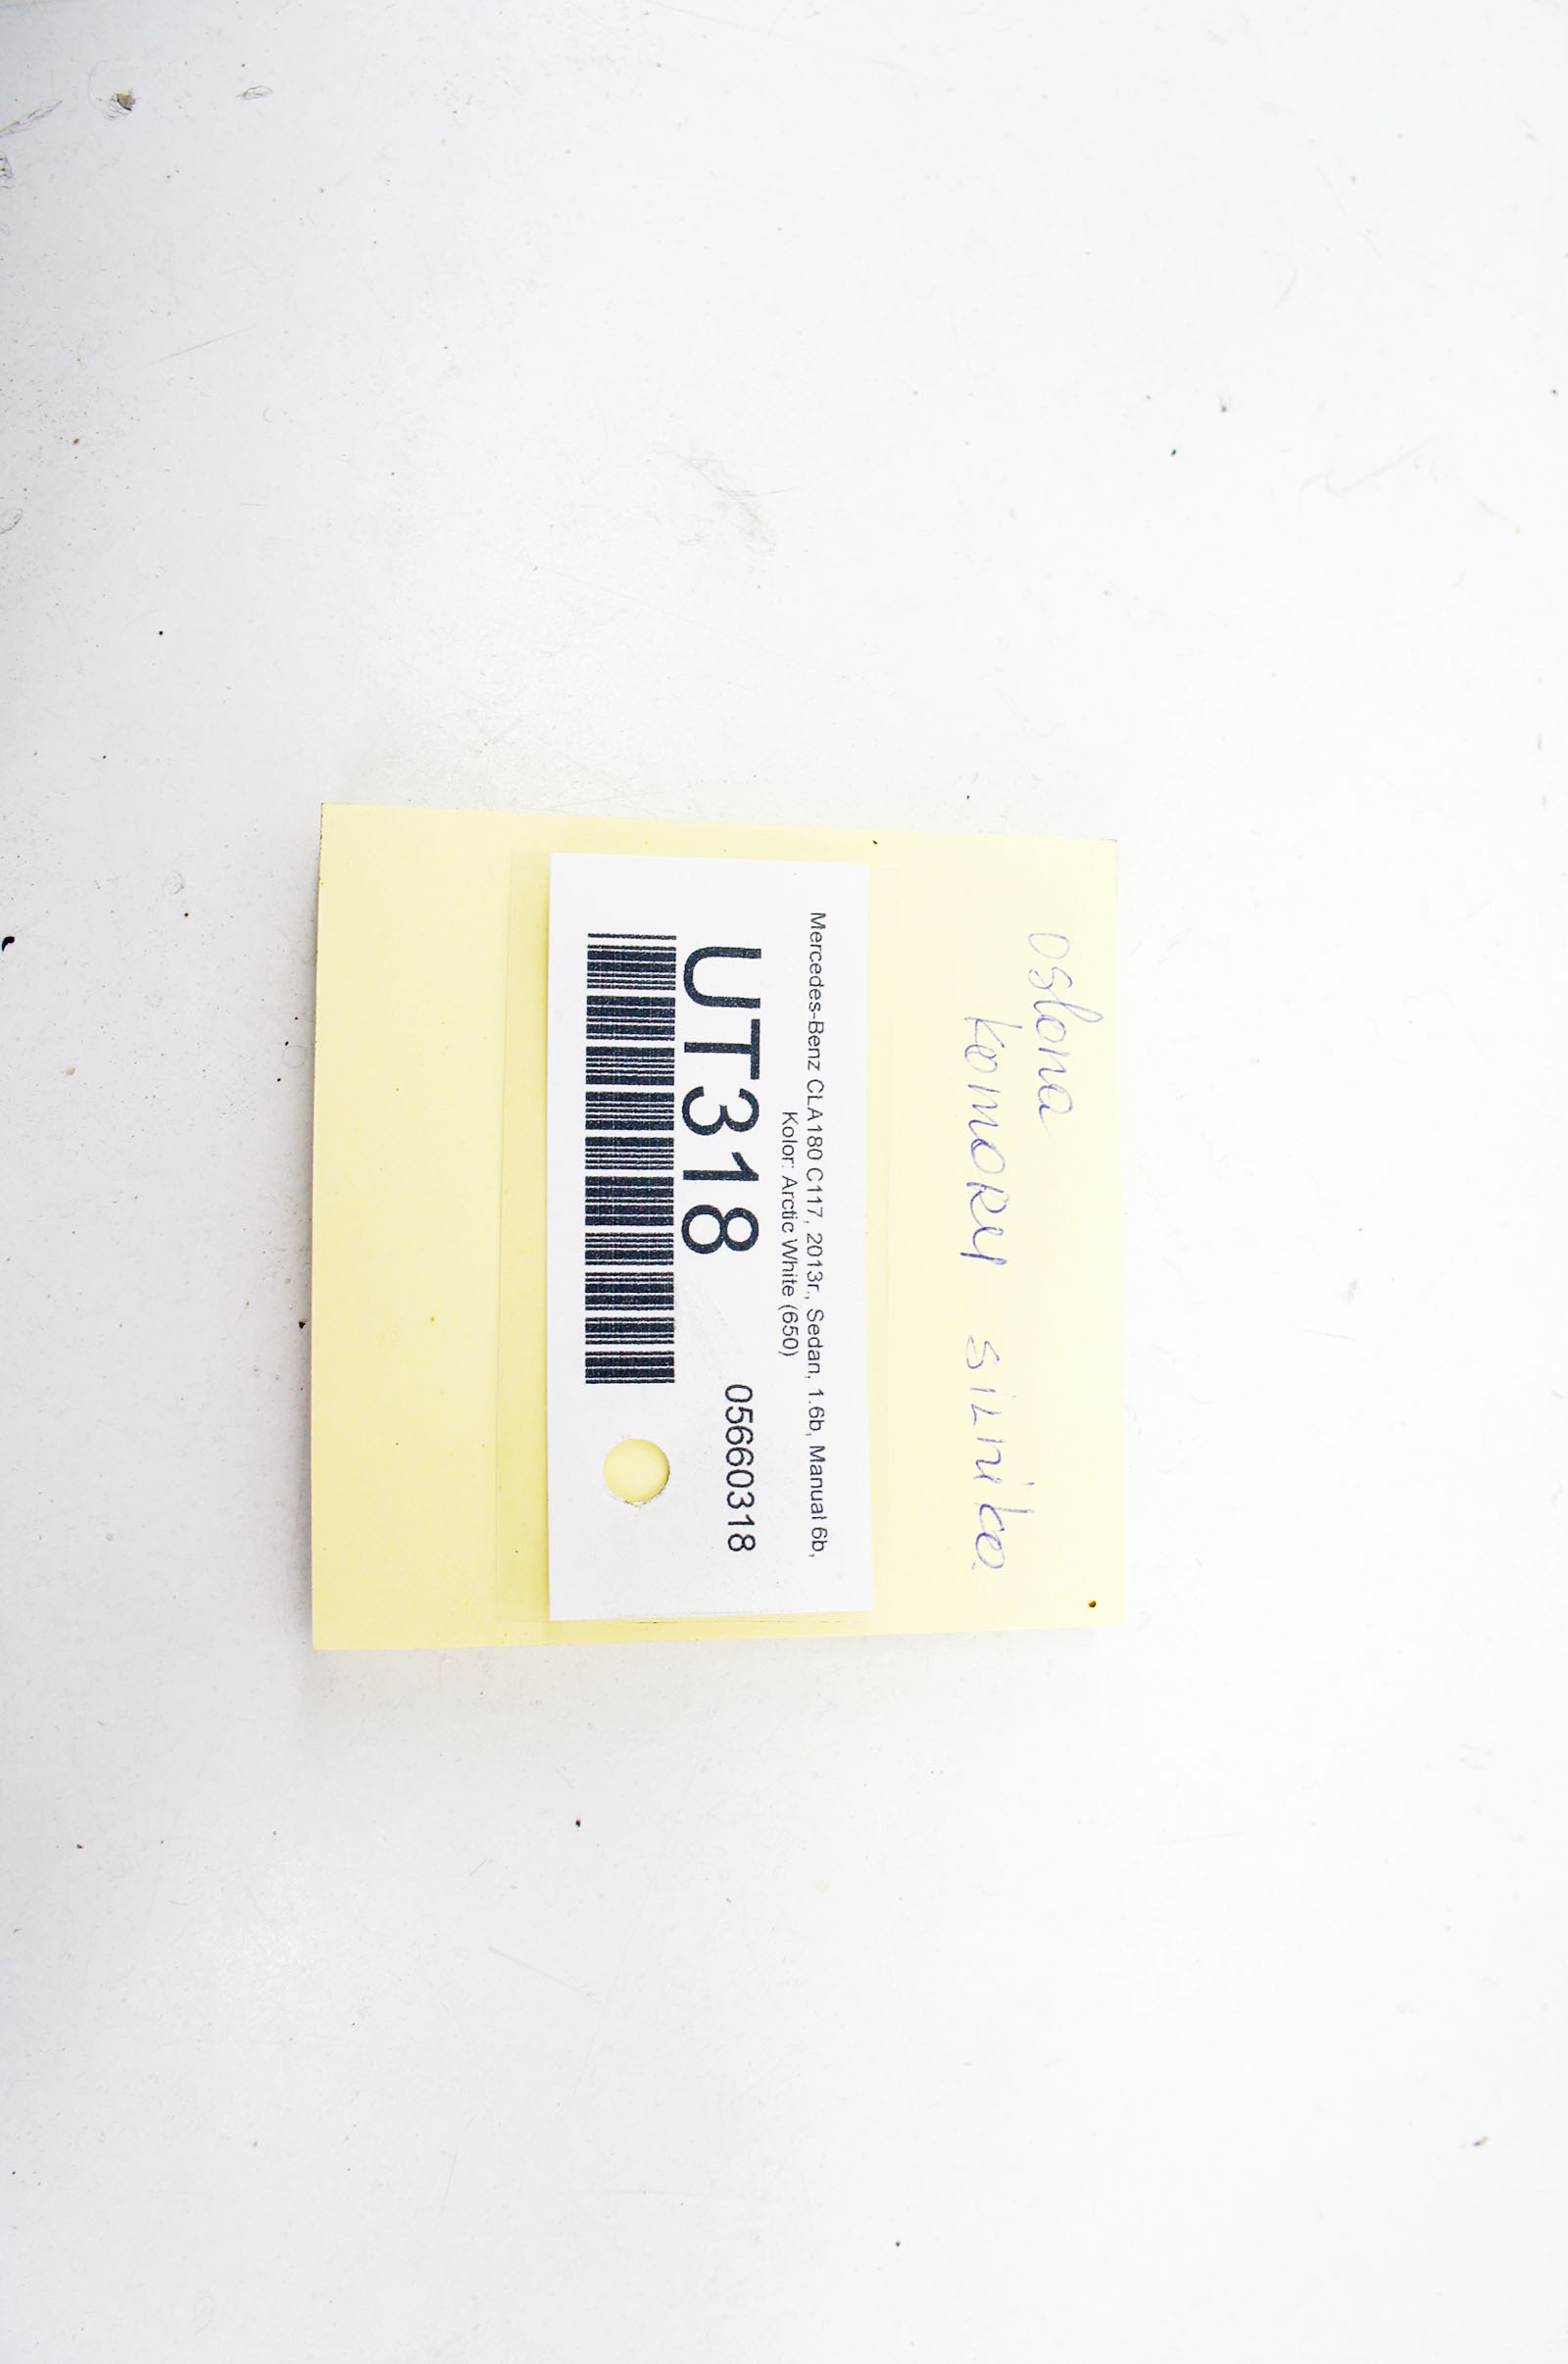 osłona
komory silnika
Mercedes-Benz CLA180 C117, 2013r., Sedan, 1.6b, Manual 6b,
Kolor: Arctic White (650)
UT318 05660318